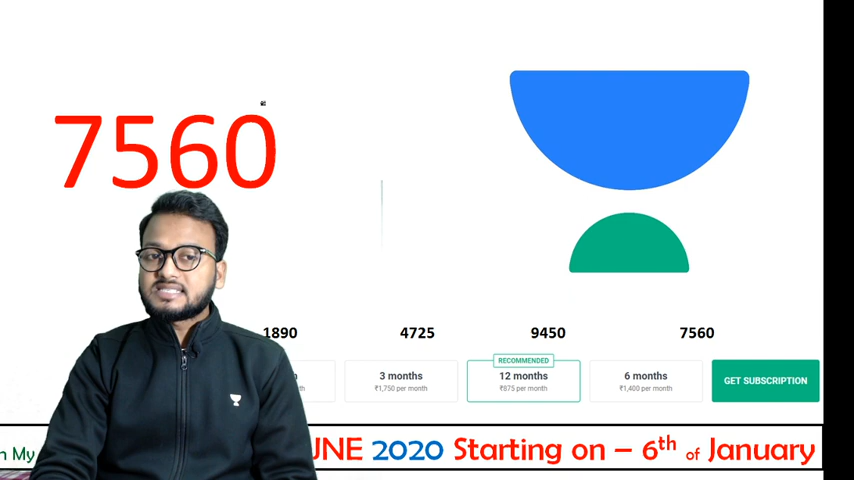 7560
1890 4725 9450 7560
RECOMMENDED
3 months 12 months 6 months
₹1,750 per month ₹875 per month ₹1,400 per month
GET SUBSCRIPTION
My JNE 2020 Starting on – 6th of January